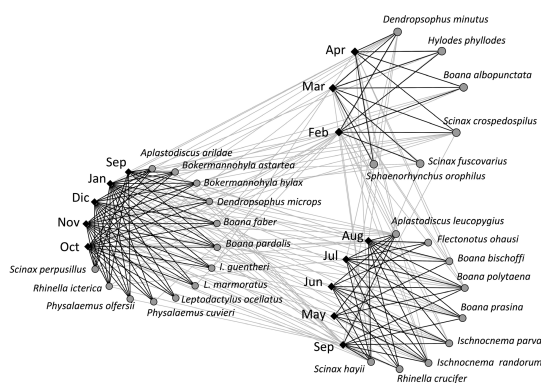 Dendropsophus minutus
Apr
Hylodes phyllodes
Mar
Boana albopunctata
Feb
Scinax crospedospilus
Scinax fuscovarius
Sphaenorhynchus orophilus
Sep
Aplastodiscus arildae
Bokermannohyla astartea
Jan
Bokermannohyla hylax
Dic
Dendropsophus microps
Nov
Boana faber
Oct
Boana pardalis
I. guentheri
L. marmoratus
Leptodactylus ocellatus
Physalaemus cuvieri
Physalaemus olfersii
Rhinella icterica
Scinax perpusillus
Aplastodiscus leucopygius
Aug
Flectonotus ohausi
Jul
Boana bischoffi
Jun
Boana polytaena
May
Boana prasina
Sep
Ischnocnema parva
Ischnocnema randorum
Scinax hayii
Rhinella crucifer